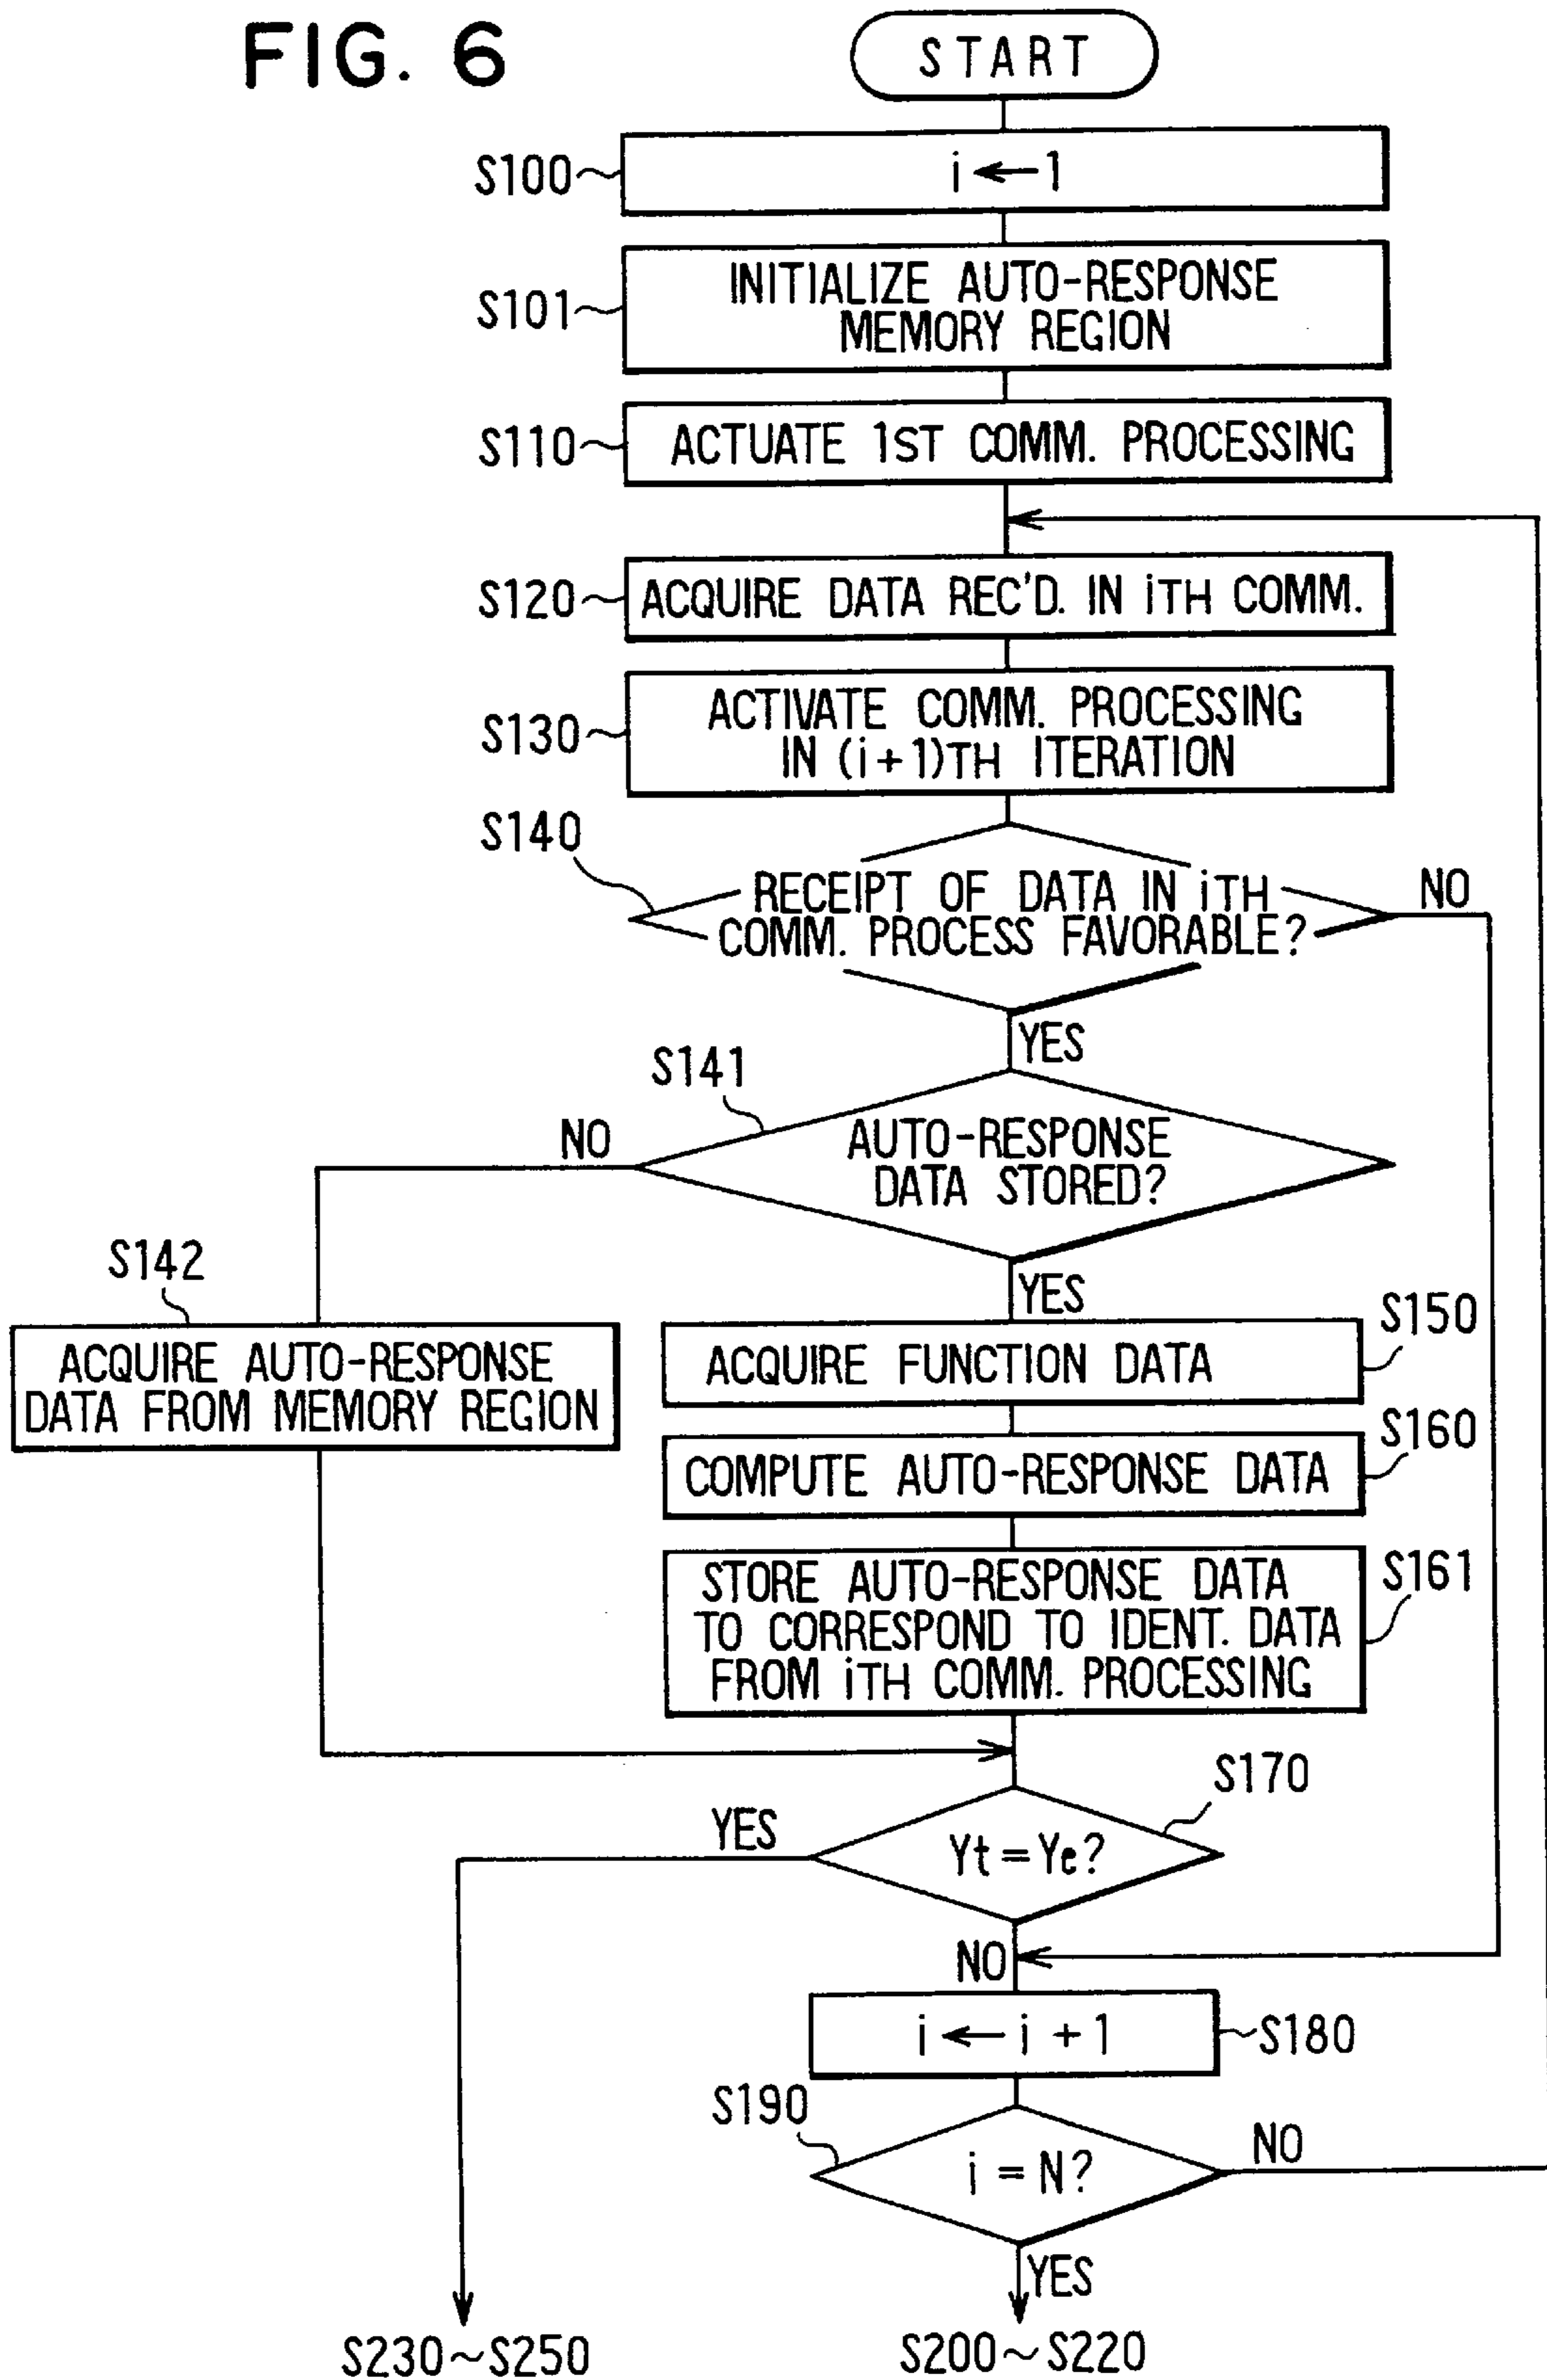 FIG. 6
START
S100
i ← 1
S101
INITIALIZE AUTO-RESPONSE
MEMORY REGION
S110
ACTUATE 1ST COMM. PROCESSING
S120
ACQUIRE DATA REC'D. IN iTH COMM.
S130
ACTIVATE COMM. PROCESSING
IN (i+1)TH ITERATION
S140
RECEIPT OF DATA IN iTH
COMM. PROCESS FAVORABLE?
NO
YES
S141
AUTO-RESPONSE
DATA STORED?
NO
YES
S142
ACQUIRE AUTO-RESPONSE
DATA FROM MEMORY REGION
S150
ACQUIRE FUNCTION DATA
S160
COMPUTE AUTO-RESPONSE DATA
S161
STORE AUTO-RESPONSE DATA
TO CORRESPOND TO IDENT. DATA
FROM iTH COMM. PROCESSING
S170
YES
Yt = Ye?
NO
i ← i + 1
S180
S190
i = N?
NO
YES
S230~S250
S200~S220